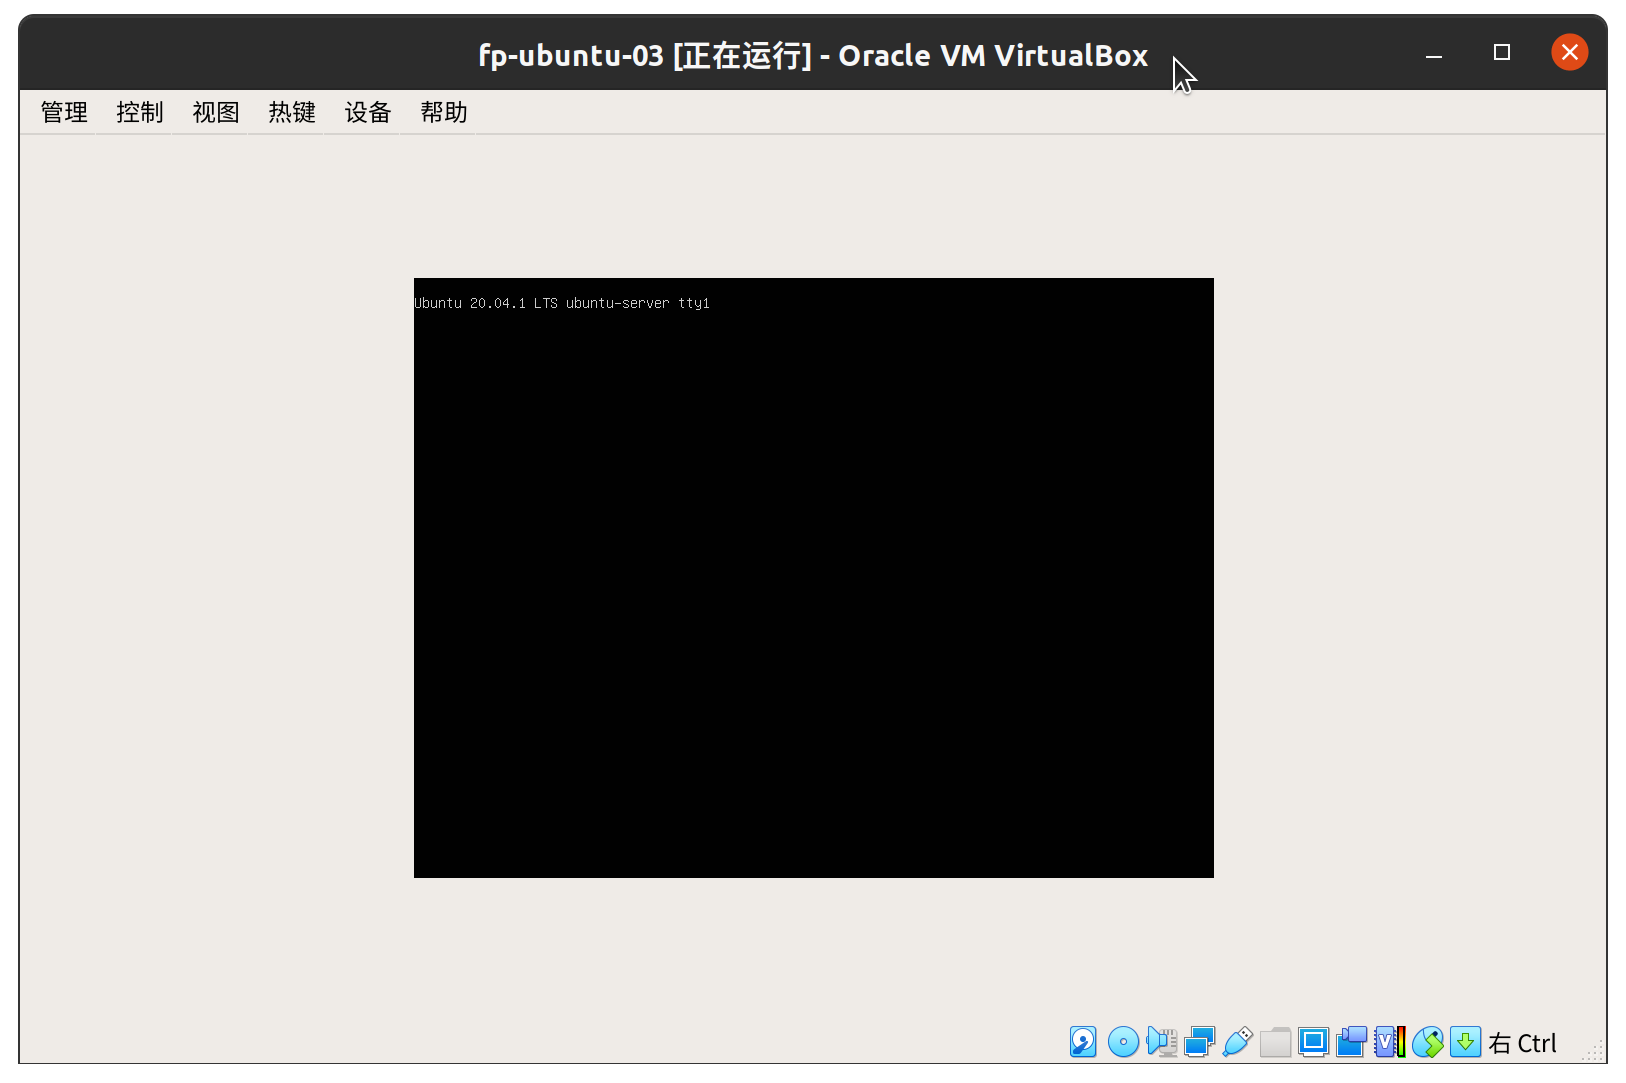 fp-ubuntu-03 [正在运行] - Oracle VM VirtualBox
管理 控制 视图 热键 设备 帮助
Ubuntu 20.04.1 LTS ubuntu-server tty1
右 Ctrl